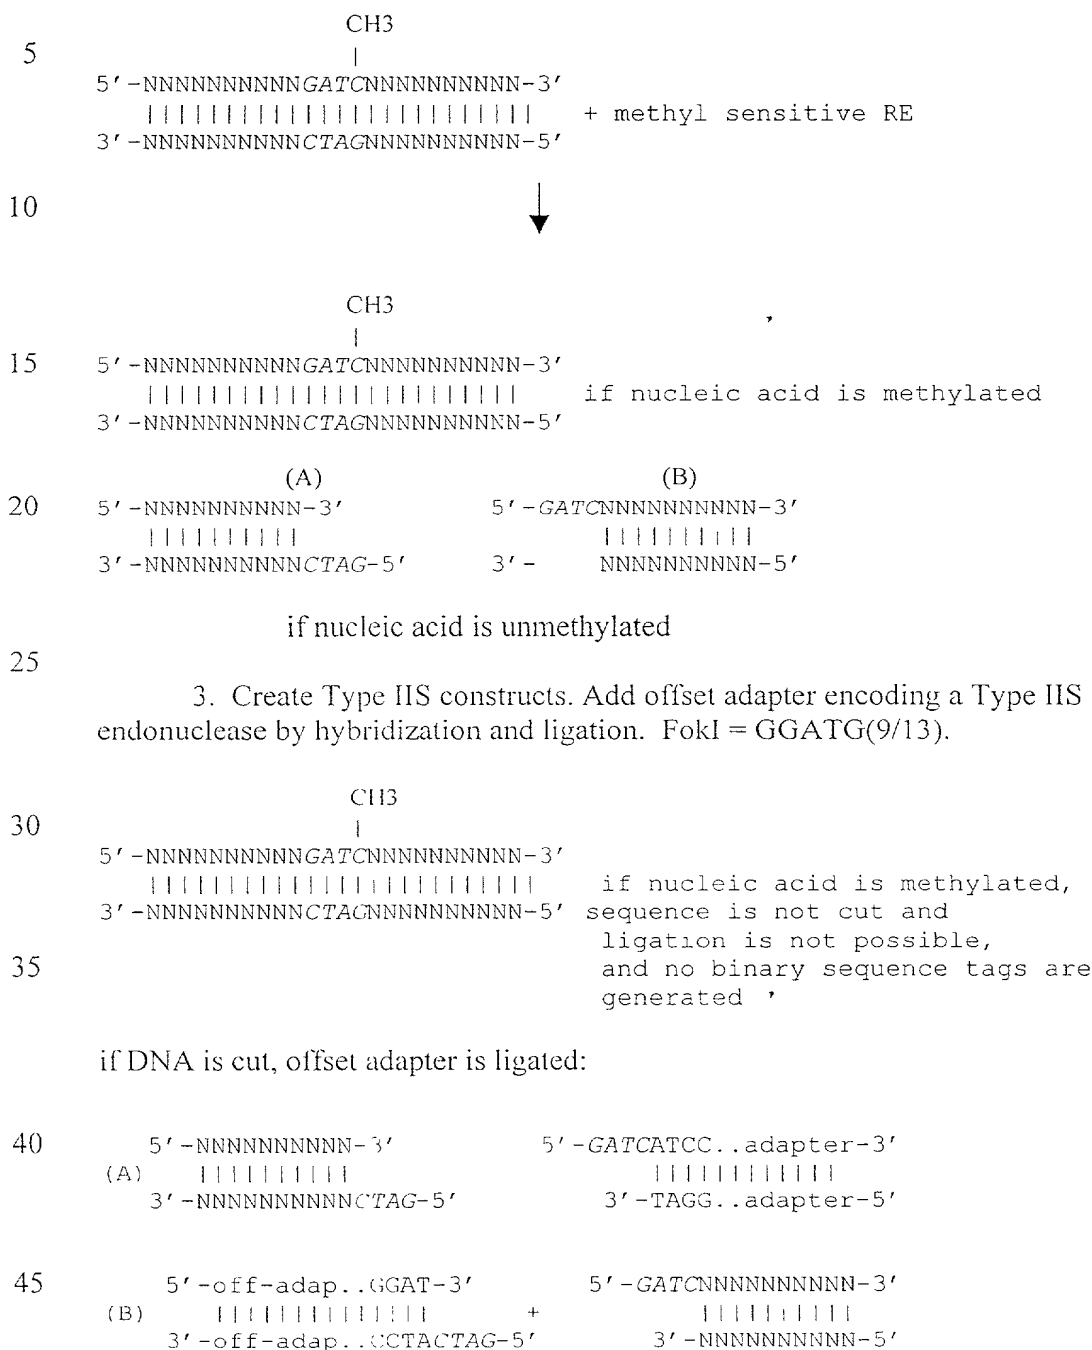 CH3
5 |
5'-NNNNNNNNNNGATCNNNNNNNNNN-3'
| | | | | | | | | | | | | | | | | | | | | | | | + methyl sensitive RE
3'-NNNNNNNNNNCTAGNNNNNNNNNN-5'
10
CH3
|
15 5'-NNNNNNNNNNGATCNNNNNNNNNN-3'
| | | | | | | | | | | | | | | | | | | | | | | | if nucleic acid is methylated
3'-NNNNNNNNNNCTAGNNNNNNNNNN-5'
(A) (B)
20 5'-NNNNNNNNNN-3' 5'-GATCNNNNNNNNNN-3'
| | | | | | | | | | | | | | | | | | | |
3'-NNNNNNNNNNCTAG-5' 3'- NNNNNNNNNN-5'
if nucleic acid is unmethylated
25
3. Create Type IIS constructs. Add offset adapter encoding a Type IIS
endonuclease by hybridization and ligation. FokI = GGATG(9/13).
CH3
30 |
5'-NNNNNNNNNNGATCNNNNNNNNNN-3'
| | | | | | | | | | | | | | | | | | | | | | | | if nucleic acid is methylated,
3'-NNNNNNNNNNCTAGNNNNNNNNNN-5' sequence is not cut and
ligation is not possible,
35 and no binary sequence tags are
generated
if DNA is cut, offset adapter is ligated:
40 5'-NNNNNNNNNN-3' 5'-GATCATCC..adapter-3'
(A) | | | | | | | | | | | | | | | | | | | | | |
3'-NNNNNNNNNNCTAG-5' 3'-TAGG..adapter-5'
45 5'-off-adap..GGAT-3' 5'-GATCNNNNNNNNNN-3'
(B) | | | | | | | | | | | | | + | | | | | | | | | |
3'-off-adap..CCTACTAG-5' 3'-NNNNNNNNNN-5'